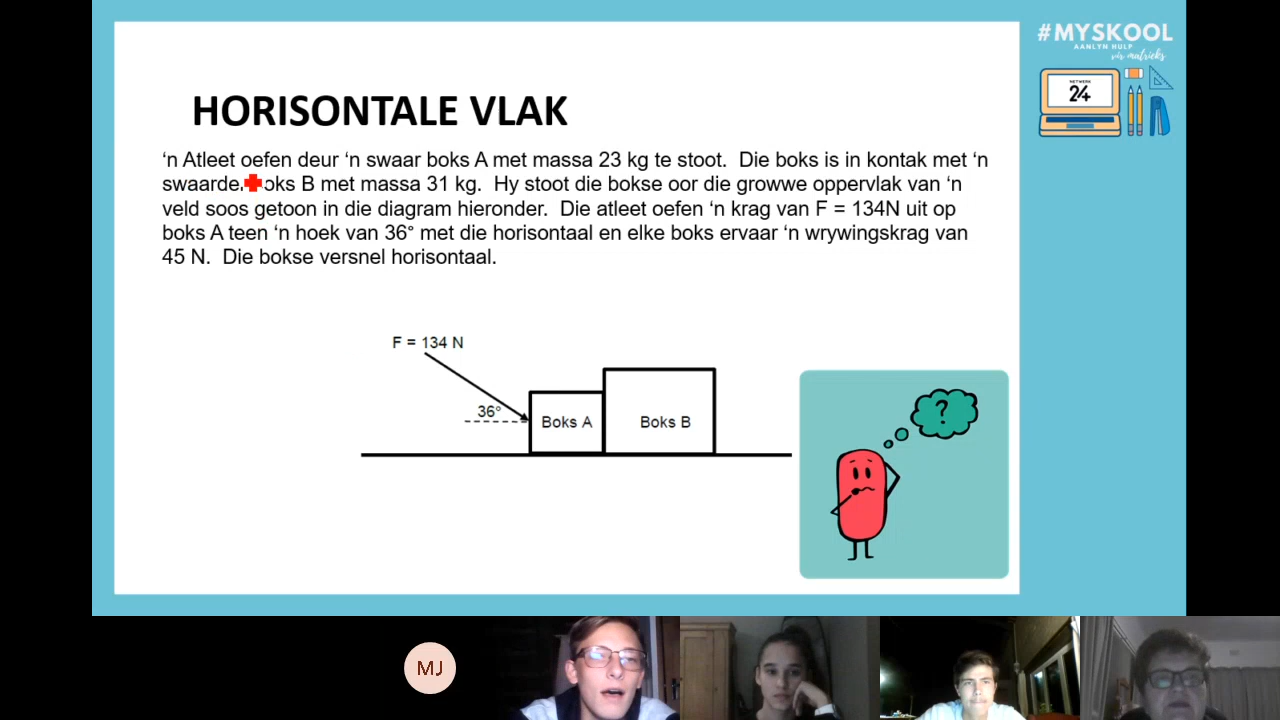 #MYSKOOL
AANLYN HULP
vir matrieks
NETWERK
24
HORISONTALE VLAK
‘n Atleet oefen deur ‘n swaar boks A met massa 23 kg te stoot. Die boks is in kontak met ‘n
B met massa 31 kg. Hy stoot die bokse oor die growwe oppervlak van ‘n
veld soos getoon in die diagram hieronder. Die atleet oefen ‘n krag van F = 134N uit op
boks A teen ‘n hoek van 36° met die horisontaal en elke boks ervaar ‘n wrywingskrag van
45 N. Die bokse versnel horisontaal.
F = 134 N
36°
Boks A
Boks B
?
MJ